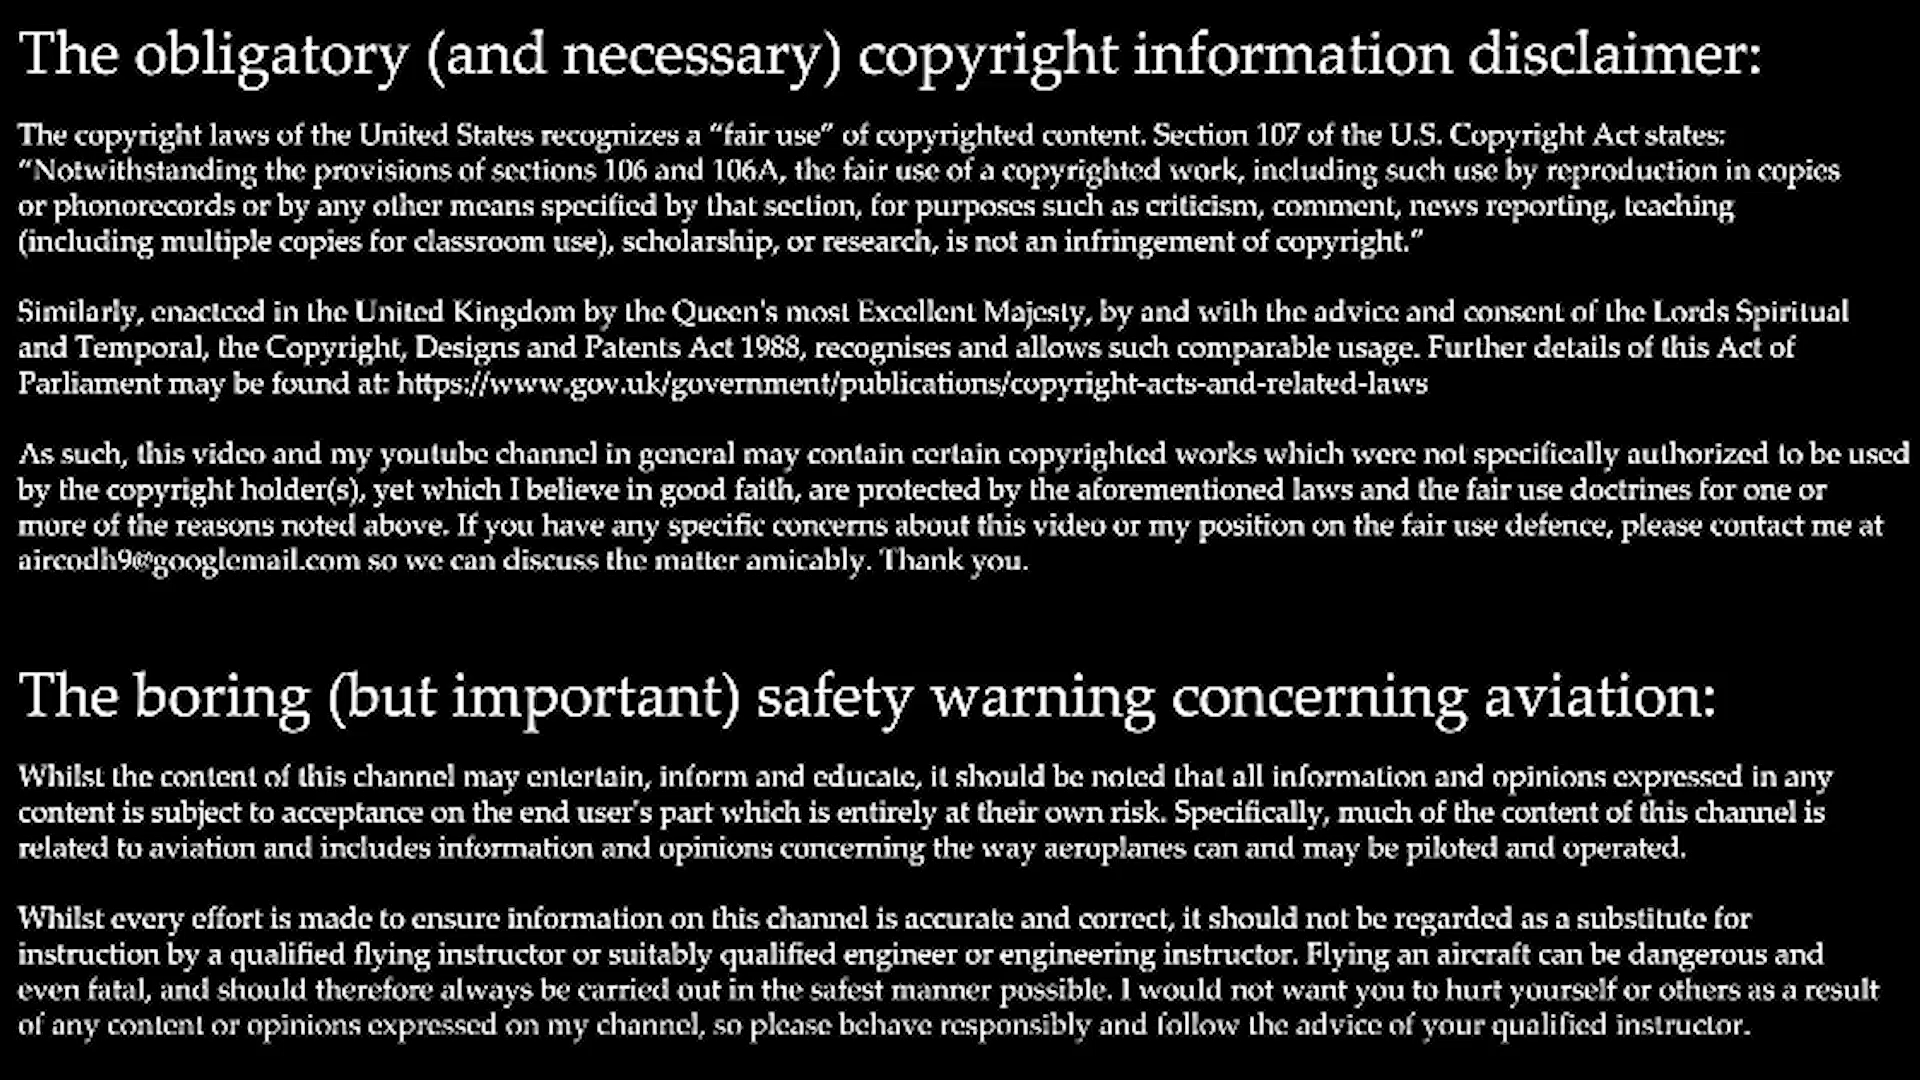 The obligatory (and necessary) copyright information disclaimer:
The copyright laws of the United States recognizes a “fair use” of copyrighted content. Section 107 of the U.S. Copyright Act states:
“Notwithstanding the provisions of sections 106 and 106A, the fair use of a copyrighted work, including such use by reproduction in copies
or phonorecords or by any other means specified by that section, for purposes such as criticism, comment, news reporting, teaching
(including multiple copies for classroom use), scholarship, or research, is not an infringement of copyright.”
Similarly, enactced in the United Kingdom by the Queen's most Excellent Majesty, by and with the advice and consent of the Lords Spiritual
and Temporal, the Copyright, Designs and Patents Act 1988, recognises and allows such comparable usage. Further details of this Act of
Parliament may be found at: https://www.gov.uk/government/publications/copyright-acts-and-related-laws
As such, this video and my youtube channel in general may contain certain copyrighted works which were not specifically authorized to be used
by the copyright holder(s), yet which I believe in good faith, are protected by the aforementioned laws and the fair use doctrines for one or
more of the reasons noted above. If you have any specific concerns about this video or my position on the fair use defence, please contact me at
aircodh9@googlemail.com so we can discuss the matter amicably. Thank you.
The boring (but important) safety warning concerning aviation:
Whilst the content of this channel may entertain, inform and educate, it should be noted that all information and opinions expressed in any
content is subject to acceptance on the end user's part which is entirely at their own risk. Specifically, much of the content of this channel is
related to aviation and includes information and opinions concerning the way aeroplanes can and may be piloted and operated.
Whilst every effort is made to ensure information on this channel is accurate and correct, it should not be regarded as a substitute for
instruction by a qualified flying instructor or suitably qualified engineer or engineering instructor. Flying an aircraft can be dangerous and
even fatal, and should therefore always be carried out in the safest manner possible. I would not want you to hurt yourself or others as a result
of any content or opinions expressed on my channel, so please behave responsibly and follow the advice of your qualified instructor.